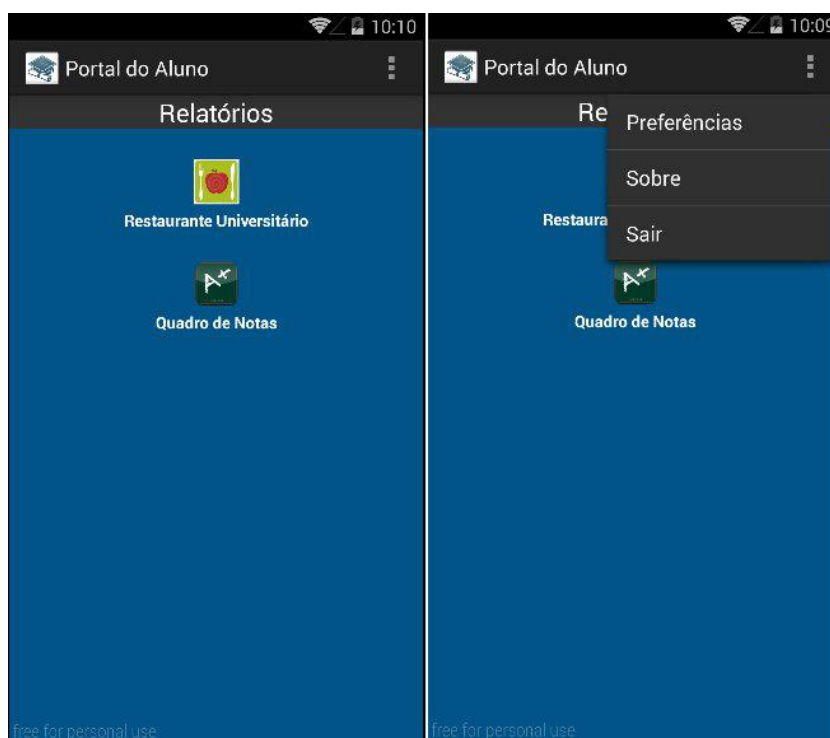 10:10
Portal do Aluno
Relatórios
Restaurante Universitário
Quadro de Notas
free for personal use
10:09
Portal do Aluno
Re
Preferências
Sobre
Restaura
Sair
Quadro de Notas
free for personal use